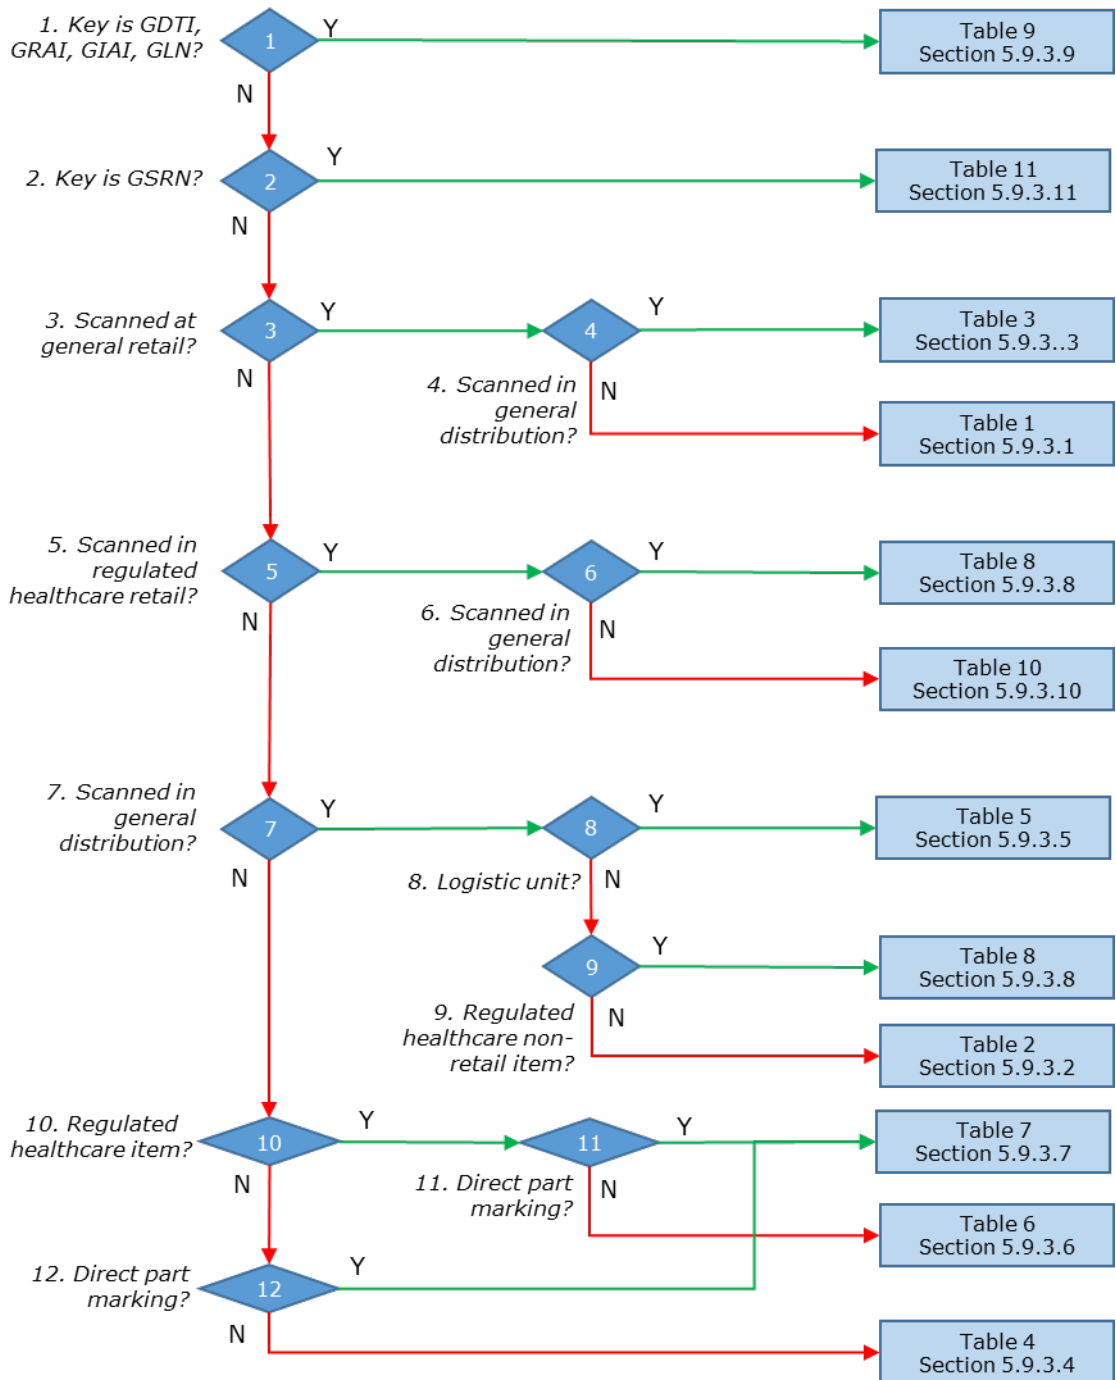 1. Key is GDTI,
GRAI, GIAI, GLN?
1
Y
N
Table 9
Section 5.9.3.9
2. Key is GSRN?
2
Y
N
Table 11
Section 5.9.3.11
3. Scanned at
general retail?
3
Y
N
4
Y
N
4. Scanned in
general
distribution?
Table 3
Section 5.9.3..3
Table 1
Section 5.9.3.1
5. Scanned in
regulated
healthcare retail?
5
Y
N
6
Y
N
6. Scanned in
general
distribution?
Table 8
Section 5.9.3.8
Table 10
Section 5.9.3.10
7. Scanned in
general
distribution?
7
Y
N
8
Y
N
8. Logistic unit?
Table 5
Section 5.9.3.5
9
Y
N
9. Regulated
healthcare non-
retail item?
Table 8
Section 5.9.3.8
Table 2
Section 5.9.3.2
10. Regulated
healthcare item?
10
Y
N
11
Y
N
11. Direct part
marking?
Table 7
Section 5.9.3.7
Table 6
Section 5.9.3.6
12. Direct part
marking?
12
Y
N
Table 4
Section 5.9.3.4